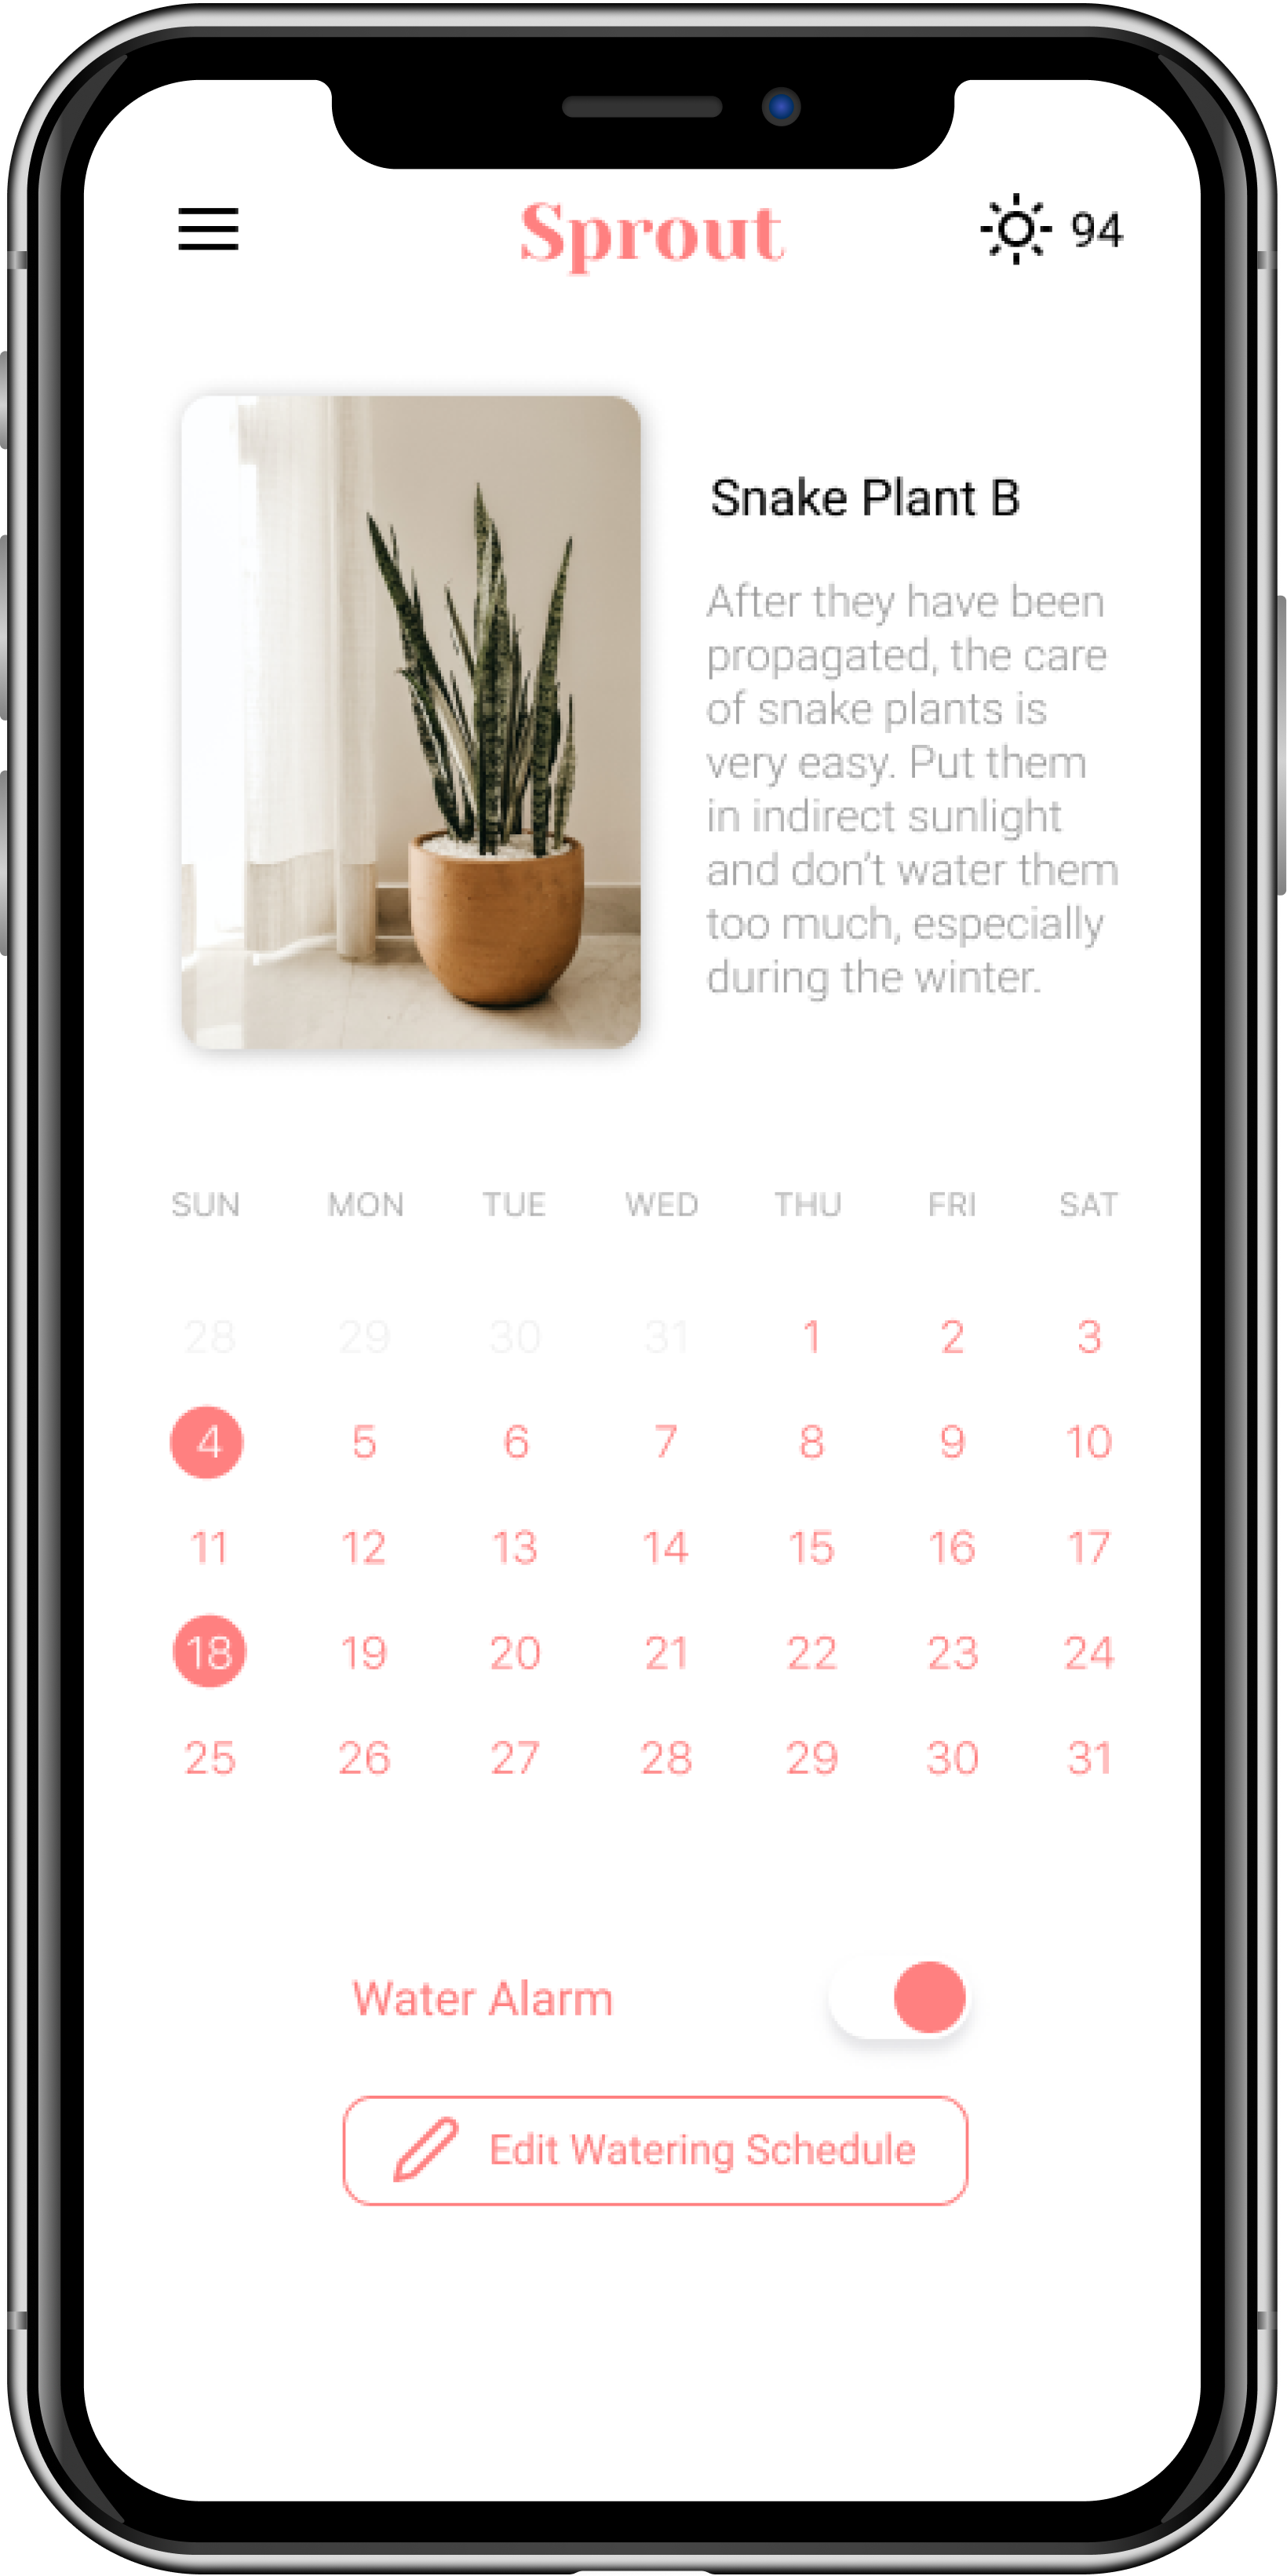 Sprout
94
Snake Plant B
After they have been
propagated, the care
of snake plants is
very easy. Put them
in indirect sunlight
and don’t water them
too much, especially
during the winter.
SUN MON TUE WED THU FRI SAT
28 29 30 31 1 2 3
4 5 6 7 8 9 10
11 12 13 14 15 16 17
18 19 20 21 22 23 24
25 26 27 28 29 30 31
Water Alarm
Edit Watering Schedule